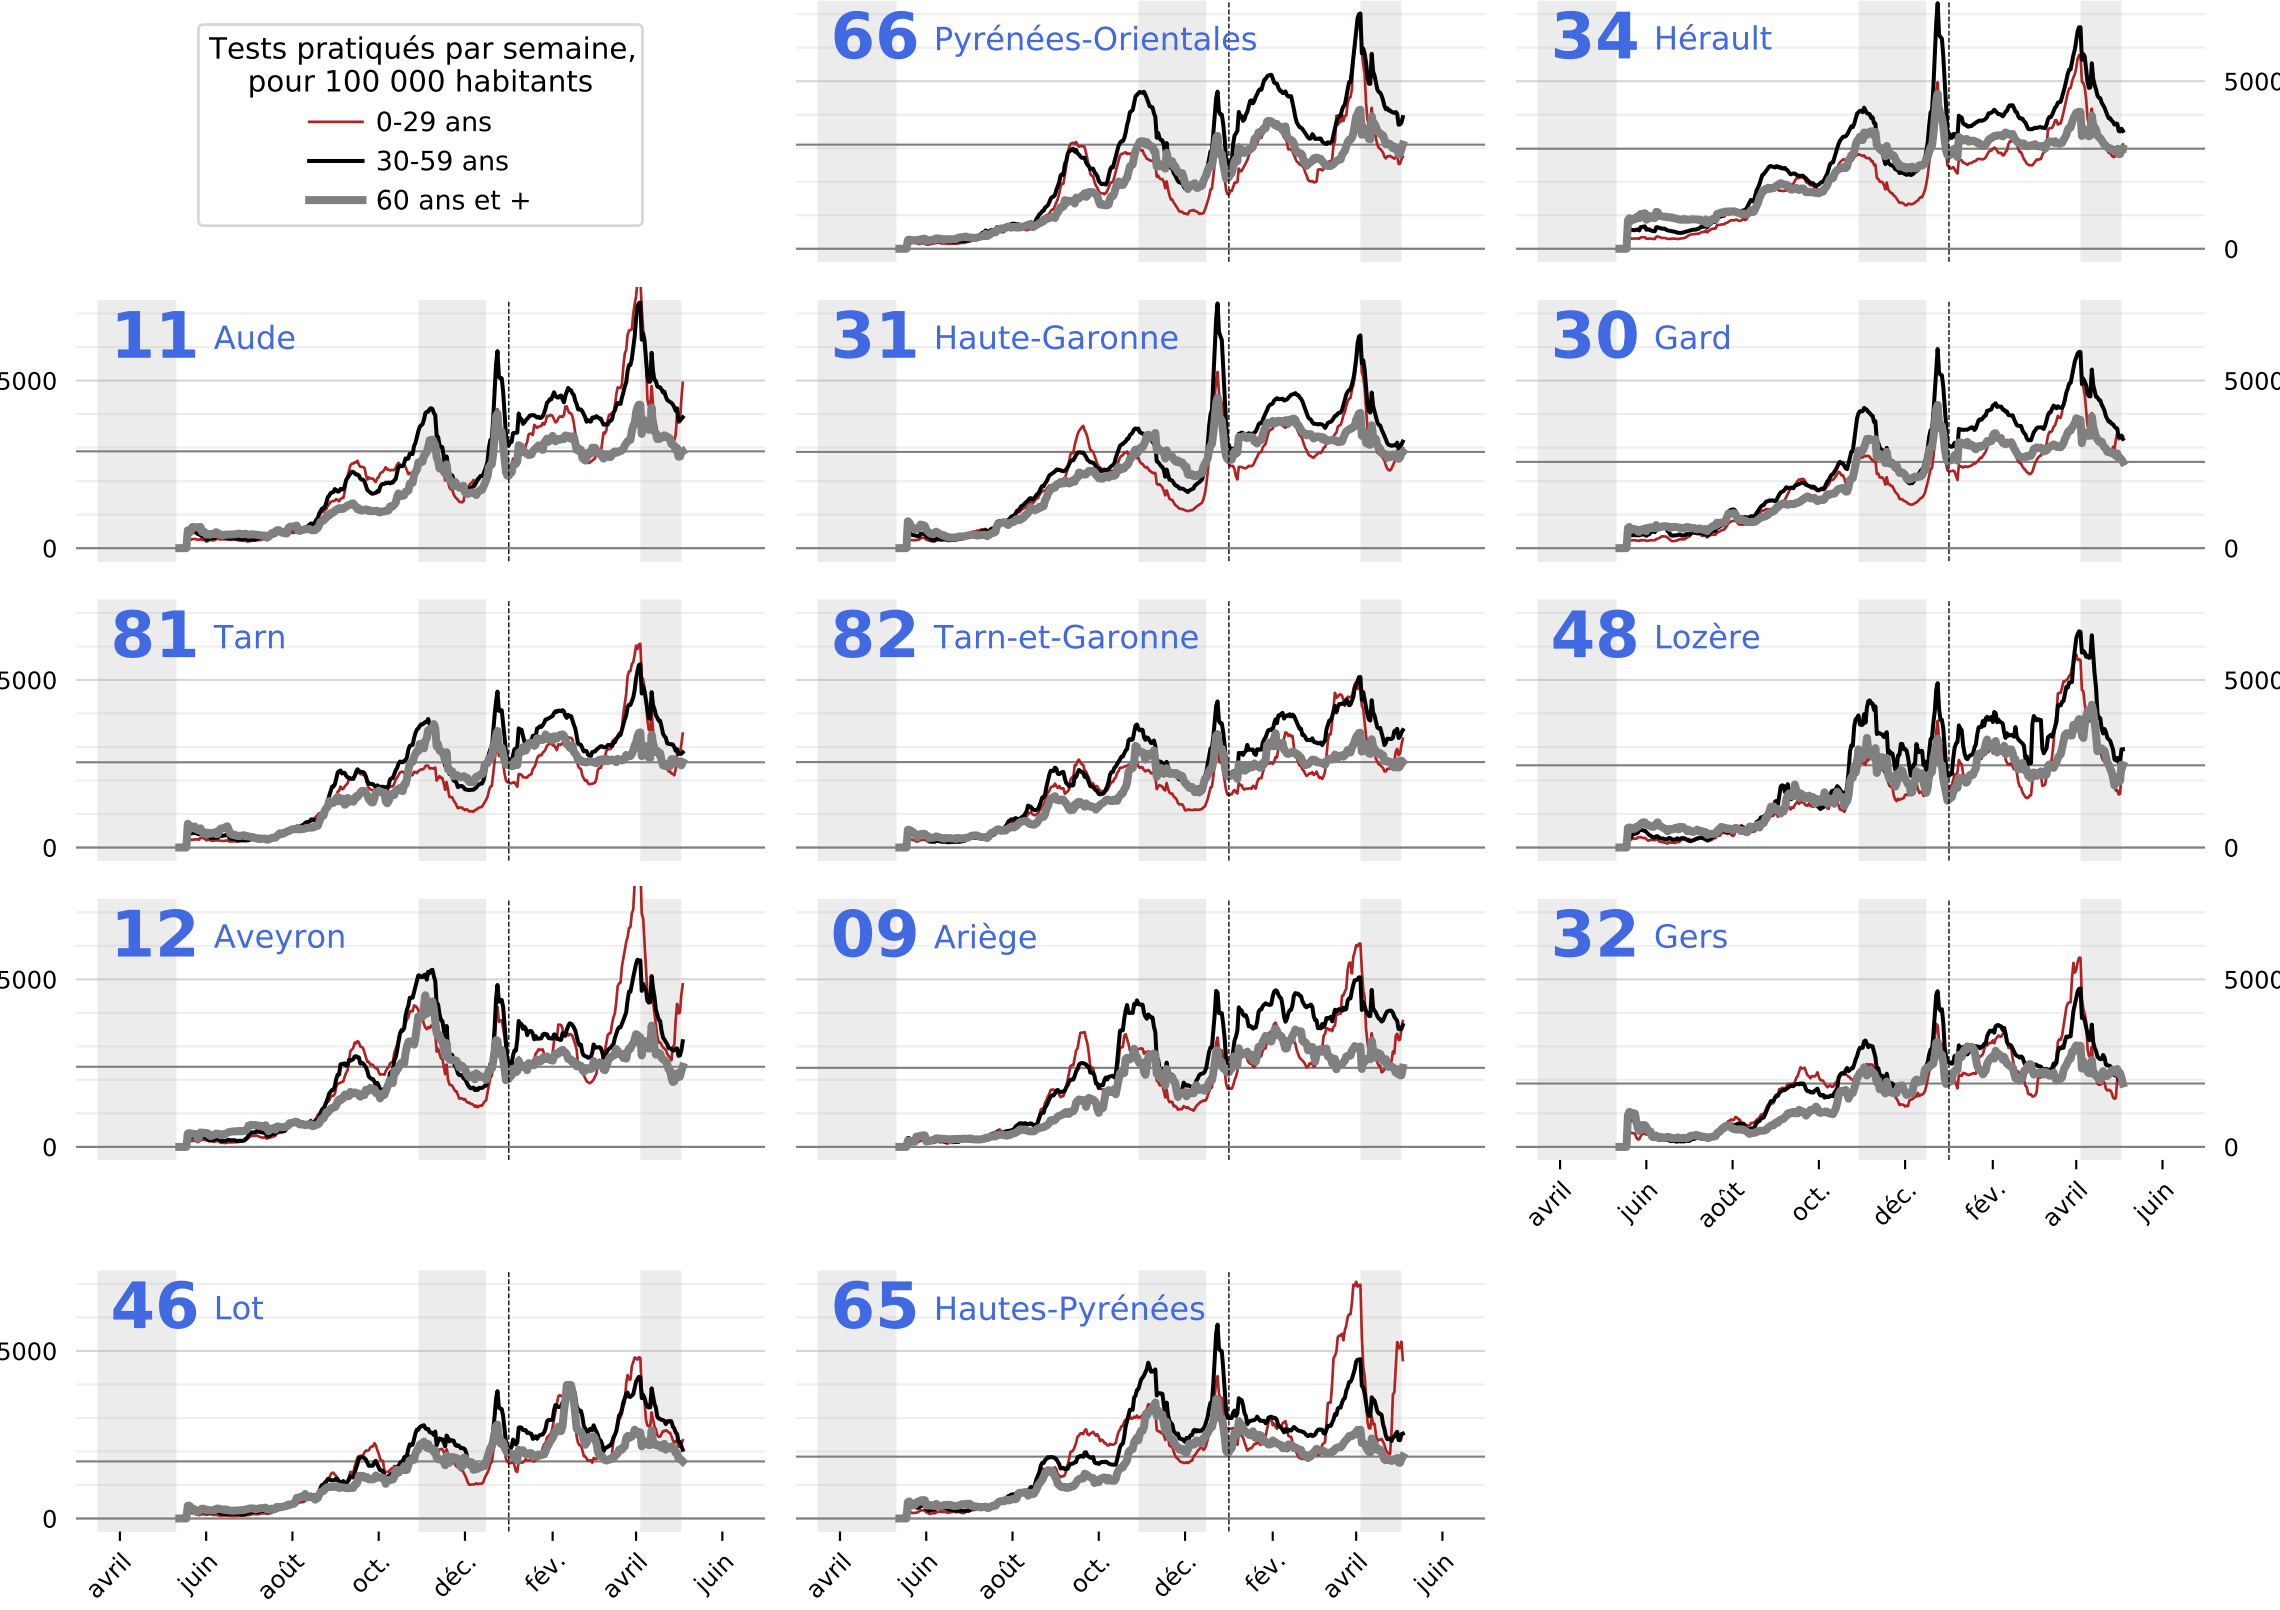 Tests pratiqués par semaine,
pour 100 000 habitants
0-29 ans
30-59 ans
60 ans et +
66 Pyrénées-Orientales
34 Hérault
5000
0
11 Aude
31 Haute-Garonne
30 Gard
5000
5000
0
0
81 Tarn
82 Tarn-et-Garonne
48 Lozère
5000
5000
0
0
12 Aveyron
09 Ariège
32 Gers
5000
5000
0
0
avril juin août oct. déc. fév. avril juin
46 Lot
65 Hautes-Pyrénées
5000
0
avril juin août oct. déc. fév. avril juin
avril juin août oct. déc. fév. avril juin